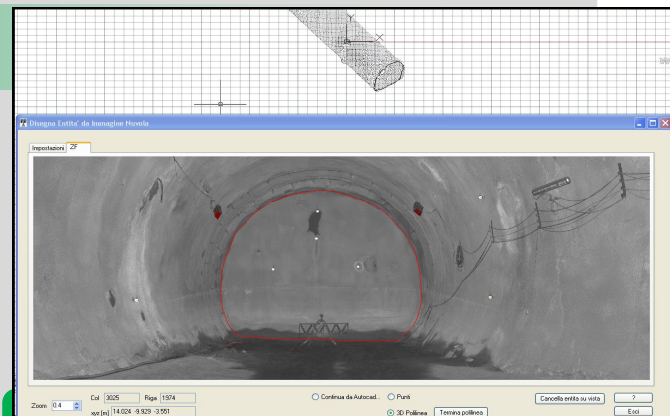 Y
X
Disegna Entita' da Immagine Nuvola
Impostazioni ZF
Zoom 0.4 Col 3025 Riga 1974 Continua da Autocad... Punti Cancella entita su vista ?
xyz [m] 14.024 -9.929 -3.551 3D Polilinea Termina polilinea Esci